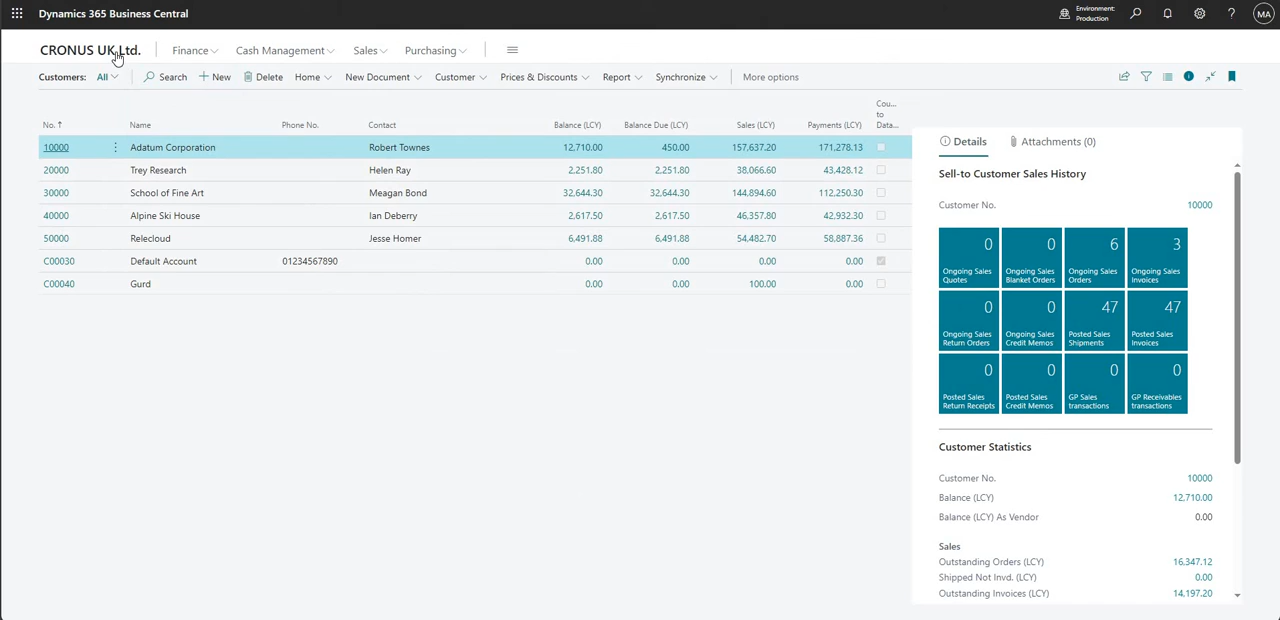 Dynamics 365 Business Central
Environment:
Production
?
MA
CRONUS UK Ltd.
Finance
Cash Management
Sales
Purchasing
Customers: All
Search
New
Delete
Home
New Document
Customer
Prices & Discounts
Report
Synchronize
More options
No. ↑ Name Phone No. Contact Balance (LCY) Balance Due (LCY) Sales (LCY) Payments (LCY) Cou... to Data...
10000 Adatum Corporation Robert Townes 12,710.00 450.00 157,637.20 171,278.13
20000 Trey Research Helen Ray 2,251.80 2,251.80 38,066.60 43,428.12
30000 School of Fine Art Meagan Bond 32,644.30 32,644.30 144,894.60 112,250.30
40000 Alpine Ski House Ian Deberry 2,617.50 2,617.50 46,357.80 42,932.30
50000 Relecloud Jesse Homer 6,491.88 6,491.88 54,482.70 58,887.36
C00030 Default Account 01234567890 0.00 0.00 0.00 0.00
C00040 Gurd 0.00 0.00 100.00 0.00
Details
Attachments (0)
Sell-to Customer Sales History
Customer No. 10000
0 Ongoing Sales Quotes
0 Ongoing Sales Blanket Orders
6 Ongoing Sales Orders
3 Ongoing Sales Invoices
0 Ongoing Sales Return Orders
0 Ongoing Sales Credit Memos
47 Posted Sales Shipments
47 Posted Sales Invoices
0 Posted Sales Return Receipts
0 Posted Sales Credit Memos
0 GP Sales transactions
0 GP Receivables transactions
Customer Statistics
Customer No. 10000
Balance (LCY) 12,710.00
Balance (LCY) As Vendor 0.00
Sales
Outstanding Orders (LCY) 16,347.12
Shipped Not Invd. (LCY) 0.00
Outstanding Invoices (LCY) 14,197.20